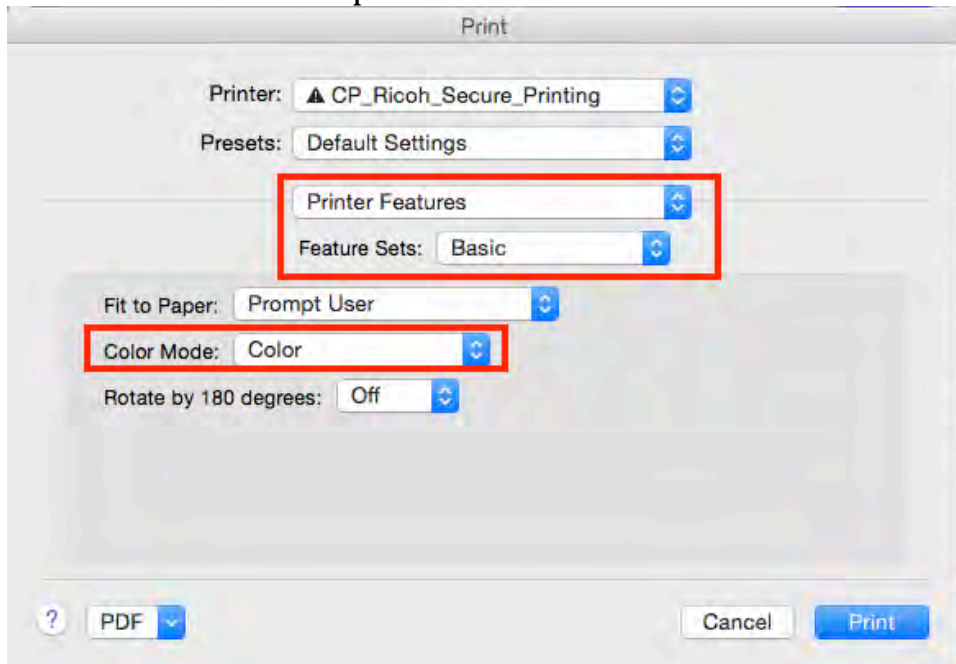 Print
Printer: CP_Ricoh_Secure_Printing
Presets: Default Settings
Printer Features
Feature Sets: Basic
Fit to Paper: Prompt User
Color Mode: Color
Rotate by 180 degrees: Off
? PDF Cancel Print